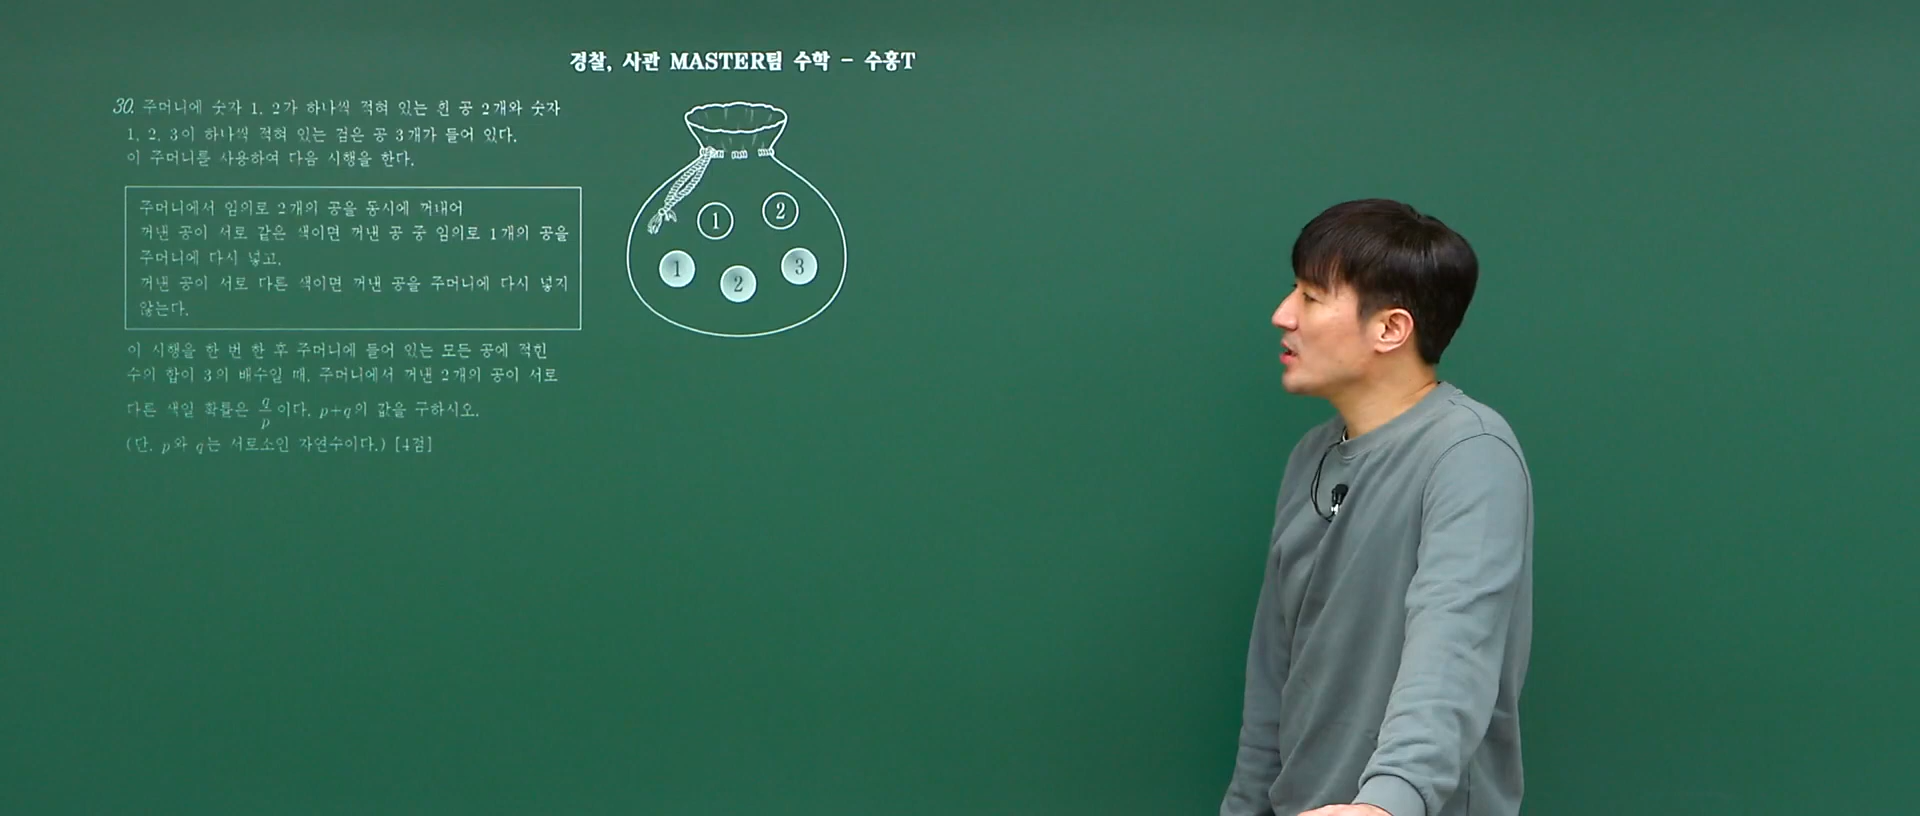 경찰, 사관 MASTER팀 수학 - 수홍T
30. 주머니에 숫자 1, 2가 하나씩 적혀 있는 흰 공 2개와 숫자
1, 2, 3이 하나씩 적혀 있는 검은 공 3개가 들어 있다.
이 주머니를 사용하여 다음 시행을 한다.
주머니에서 임의로 2개의 공을 동시에 꺼내어
꺼낸 공이 서로 같은 색이면 꺼낸 공 중 임의로 1개의 공을
주머니에 다시 넣고,
꺼낸 공이 서로 다른 색이면 꺼낸 공을 주머니에 다시 넣지
않는다.
이 시행을 한 번 한 후 주머니에 들어 있는 모든 공에 적힌
수의 합이 3의 배수일 때, 주머니에서 꺼낸 2개의 공이 서로
다른 색일 확률은 q/p이다. p+q의 값을 구하시오.
(단, p와 q는 서로소인 자연수이다.) [4점]
1 2
1 2 3